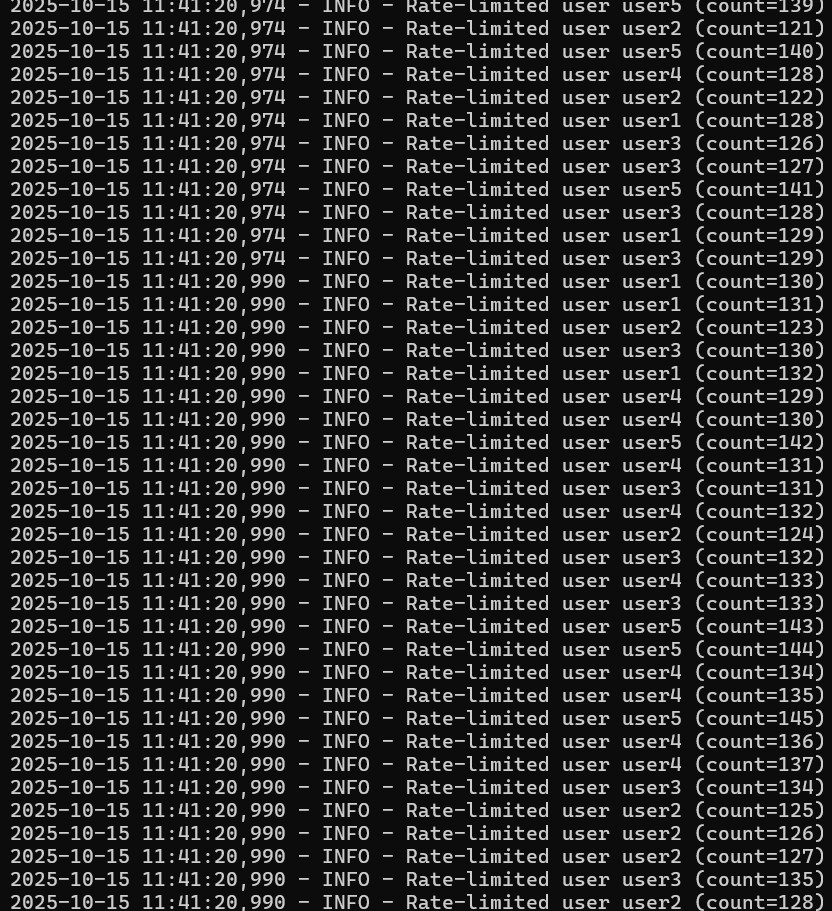 2025-10-15 11:41:20,974 - INFO - Rate-limited user user5 (count=139)
2025-10-15 11:41:20,974 - INFO - Rate-limited user user2 (count=121)
2025-10-15 11:41:20,974 - INFO - Rate-limited user user5 (count=140)
2025-10-15 11:41:20,974 - INFO - Rate-limited user user4 (count=128)
2025-10-15 11:41:20,974 - INFO - Rate-limited user user2 (count=122)
2025-10-15 11:41:20,974 - INFO - Rate-limited user user1 (count=128)
2025-10-15 11:41:20,974 - INFO - Rate-limited user user3 (count=126)
2025-10-15 11:41:20,974 - INFO - Rate-limited user user3 (count=127)
2025-10-15 11:41:20,974 - INFO - Rate-limited user user5 (count=141)
2025-10-15 11:41:20,974 - INFO - Rate-limited user user3 (count=128)
2025-10-15 11:41:20,974 - INFO - Rate-limited user user1 (count=129)
2025-10-15 11:41:20,974 - INFO - Rate-limited user user3 (count=129)
2025-10-15 11:41:20,990 - INFO - Rate-limited user user1 (count=130)
2025-10-15 11:41:20,990 - INFO - Rate-limited user user1 (count=131)
2025-10-15 11:41:20,990 - INFO - Rate-limited user user2 (count=123)
2025-10-15 11:41:20,990 - INFO - Rate-limited user user3 (count=130)
2025-10-15 11:41:20,990 - INFO - Rate-limited user user1 (count=132)
2025-10-15 11:41:20,990 - INFO - Rate-limited user user4 (count=129)
2025-10-15 11:41:20,990 - INFO - Rate-limited user user4 (count=130)
2025-10-15 11:41:20,990 - INFO - Rate-limited user user5 (count=142)
2025-10-15 11:41:20,990 - INFO - Rate-limited user user4 (count=131)
2025-10-15 11:41:20,990 - INFO - Rate-limited user user3 (count=131)
2025-10-15 11:41:20,990 - INFO - Rate-limited user user4 (count=132)
2025-10-15 11:41:20,990 - INFO - Rate-limited user user2 (count=124)
2025-10-15 11:41:20,990 - INFO - Rate-limited user user3 (count=132)
2025-10-15 11:41:20,990 - INFO - Rate-limited user user4 (count=133)
2025-10-15 11:41:20,990 - INFO - Rate-limited user user3 (count=133)
2025-10-15 11:41:20,990 - INFO - Rate-limited user user5 (count=143)
2025-10-15 11:41:20,990 - INFO - Rate-limited user user5 (count=144)
2025-10-15 11:41:20,990 - INFO - Rate-limited user user4 (count=134)
2025-10-15 11:41:20,990 - INFO - Rate-limited user user4 (count=135)
2025-10-15 11:41:20,990 - INFO - Rate-limited user user5 (count=145)
2025-10-15 11:41:20,990 - INFO - Rate-limited user user4 (count=136)
2025-10-15 11:41:20,990 - INFO - Rate-limited user user4 (count=137)
2025-10-15 11:41:20,990 - INFO - Rate-limited user user3 (count=134)
2025-10-15 11:41:20,990 - INFO - Rate-limited user user2 (count=125)
2025-10-15 11:41:20,990 - INFO - Rate-limited user user2 (count=126)
2025-10-15 11:41:20,990 - INFO - Rate-limited user user2 (count=127)
2025-10-15 11:41:20,990 - INFO - Rate-limited user user3 (count=135)
2025-10-15 11:41:20,990 - INFO - Rate-limited user user2 (count=128)